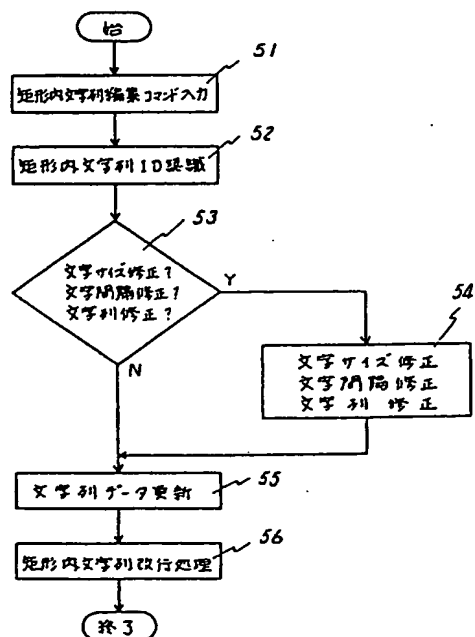 始
51
矩形内文字列編集コマンド入力
52
矩形内文字列ID認識
53
文字サイズ修正?
文字間隔修正?
文字列修正?
Y
N
54
文字サイズ修正
文字間隔修正
文字列修正
55
文字列データ更新
56
矩形内文字列改行処理
終了